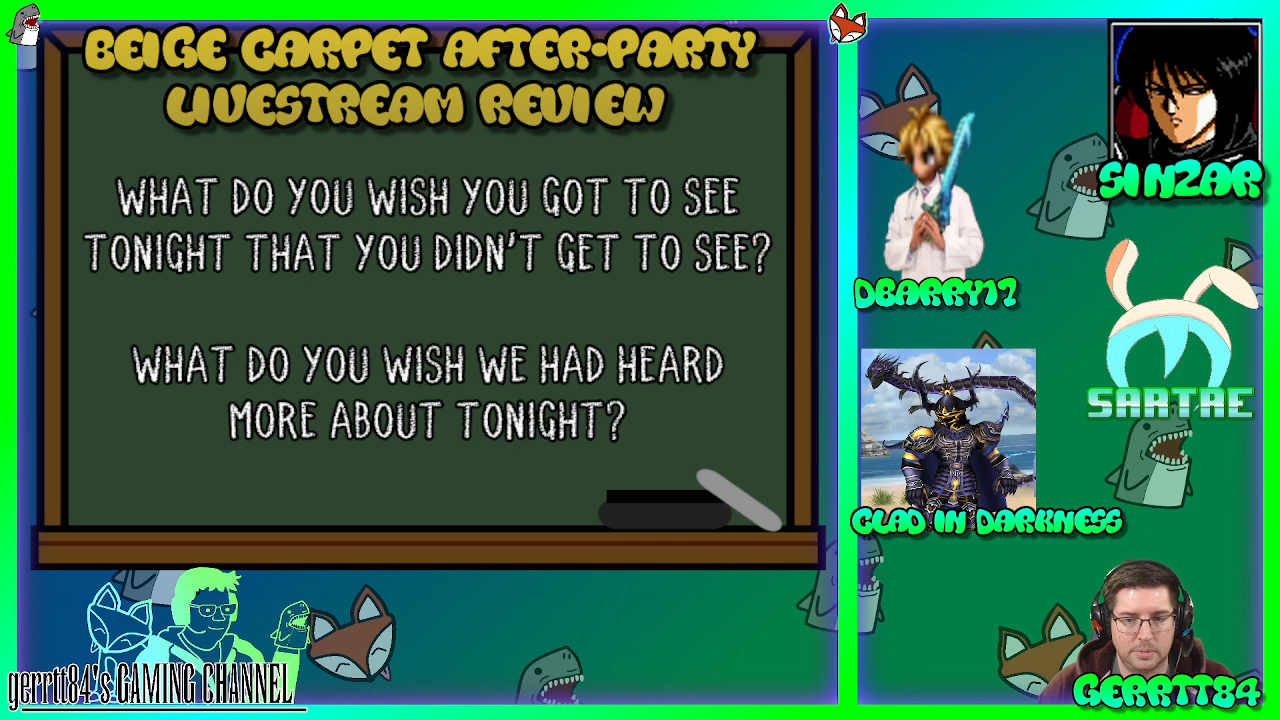 BEIGE CARPET AFTER-PARTY
LIVESTREAM REVIEW
WHAT DO YOU WISH YOU GOT TO SEE
TONIGHT THAT YOU DIDN'T GET TO SEE?
WHAT DO YOU WISH WE HAD HEARD
MORE ABOUT TONIGHT?
SINZAR
DBARRY17
SARTRE
CLAD IN DARKNESS
GERRTT84
gerrtt84's GAMING CHANNEL